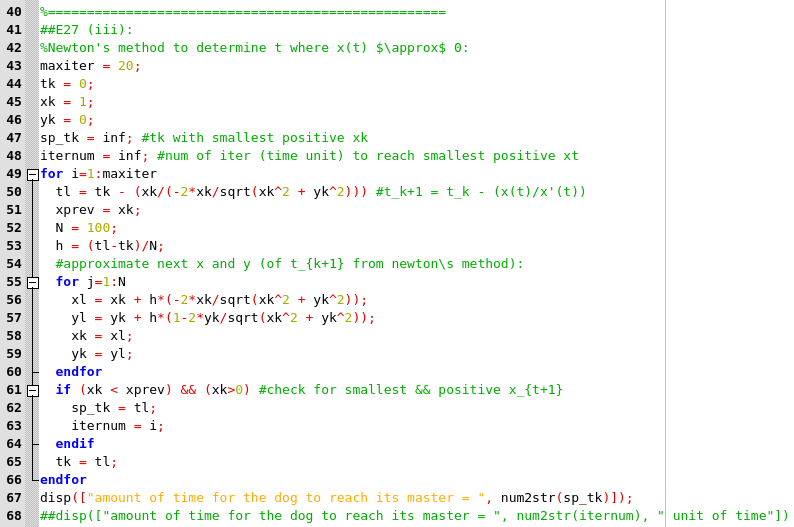 40 %===================================================
41 ##E27 (iii):
42 %Newton's method to determine t where x(t) $\approx$ 0:
43 maxiter = 20;
44 tk = 0;
45 xk = 1;
46 yk = 0;
47 sp_tk = inf; #tk with smallest positive xk
48 iternum = inf; #num of iter (time unit) to reach smallest positive xt
49 for i=1:maxiter
50   tl = tk - (xk/(-2*xk/sqrt(xk^2 + yk^2))) #t_k+1 = t_k - (x(t)/x'(t))
51   xprev = xk;
52   N = 100;
53   h = (tl-tk)/N;
54   #approximate next x and y (of t_{k+1} from newton\s method):
55   for j=1:N
56     xl = xk + h*(-2*xk/sqrt(xk^2 + yk^2));
57     yl = yk + h*(1-2*yk/sqrt(xk^2 + yk^2));
58     xk = xl;
59     yk = yl;
60   endfor
61   if (xk < xprev) && (xk>0) #check for smallest && positive x_{t+1}
62     sp_tk = tl;
63     iternum = i;
64   endif
65   tk = tl;
66 endfor
67 disp(["amount of time for the dog to reach its master = ", num2str(sp_tk)]);
68 ##disp(["amount of time for the dog to reach its master = ", num2str(iternum), " unit of time"])